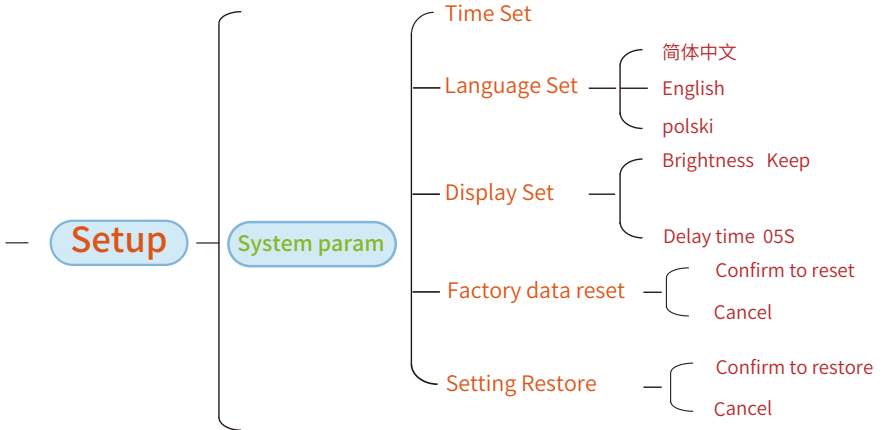 Setup
System param
Time Set
Language Set
简体中文
English
polski
Display Set
Brightness Keep
Delay time 05S
Factory data reset
Confirm to reset
Cancel
Setting Restore
Confirm to restore
Cancel